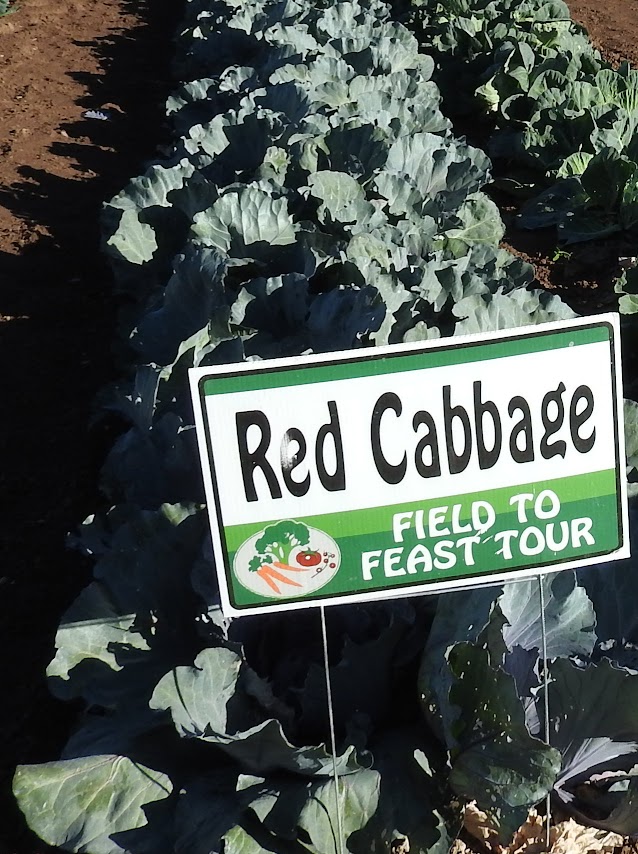 Red Cabbage
FIELD TO
FEAST TOUR